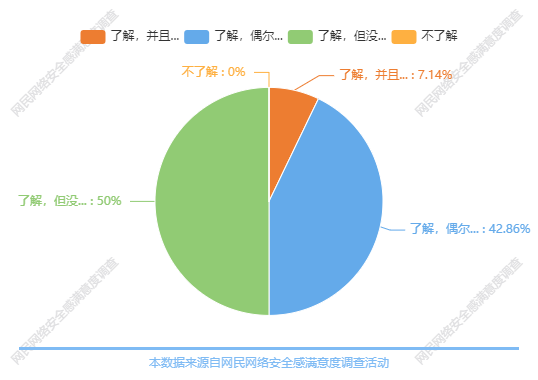 了解，并且... 了解，偶尔... 了解，但没... 不了解
不了解 : 0%
了解，并且... : 7.14%
了解，但没... : 50%
了解，偶尔... : 42.86%
网民网络安全感满意度调查
网民网络安全感满意度调查
网民网络安全感满意度调查
网民网络安全感满意度调查
本数据来源自网民网络安全感满意度调查活动